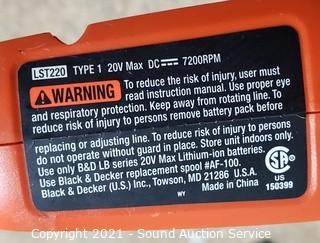 LST220 TYPE 1 20V Max DC 7200RPM
WARNING To reduce the risk of injury, user must
read instruction manual. Use proper eye
and respiratory protection. Keep away from rotating line. To
reduce risk of injury to persons remove battery pack before
replacing or adjusting line. To reduce risk of injury to persons
do not operate without guard in place. Store unit indoors only.
Use only B&D LB series 20V Max Lithium-ion batteries.
Use Black & Decker replacement spool #AF-100.
Black & Decker (U.S.) Inc., Towson, MD 21286 U.S.A.
WY Made in China
SA
US
150399
Copyright 2021 - Sound Auction Service